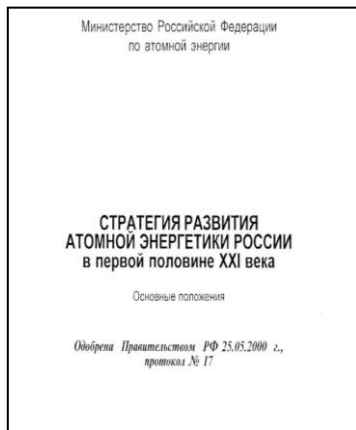 Министерство Российской Федерации
по атомной энергии
СТРАТЕГИЯ РАЗВИТИЯ
АТОМНОЙ ЭНЕРГЕТИКИ РОССИИ
в первой половине XXI века
Основные положения
Одобрена Правительством РФ 25.05.2000 г.,
протокол № 17